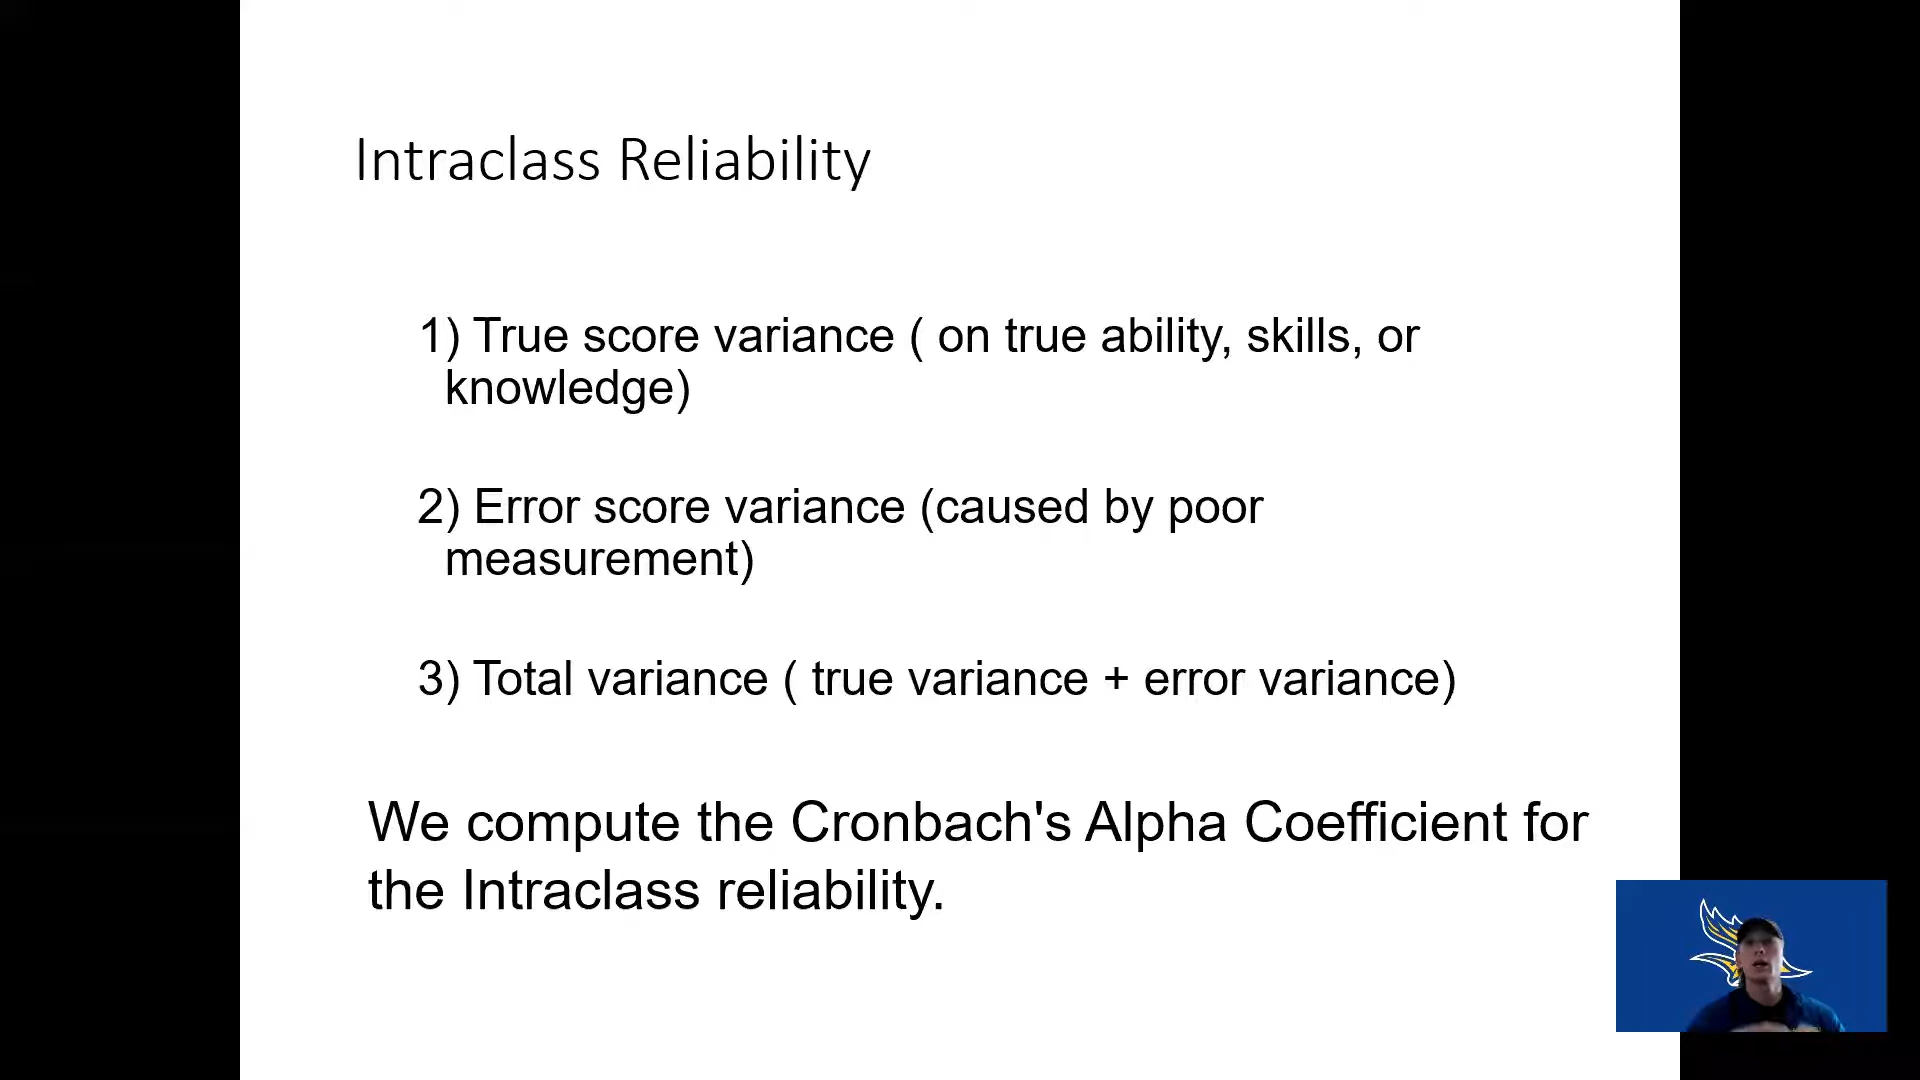 Intraclass Reliability
1) True score variance ( on true ability, skills, or
knowledge)
2) Error score variance (caused by poor
measurement)
3) Total variance ( true variance + error variance)
We compute the Cronbach's Alpha Coefficient for
the Intraclass reliability.